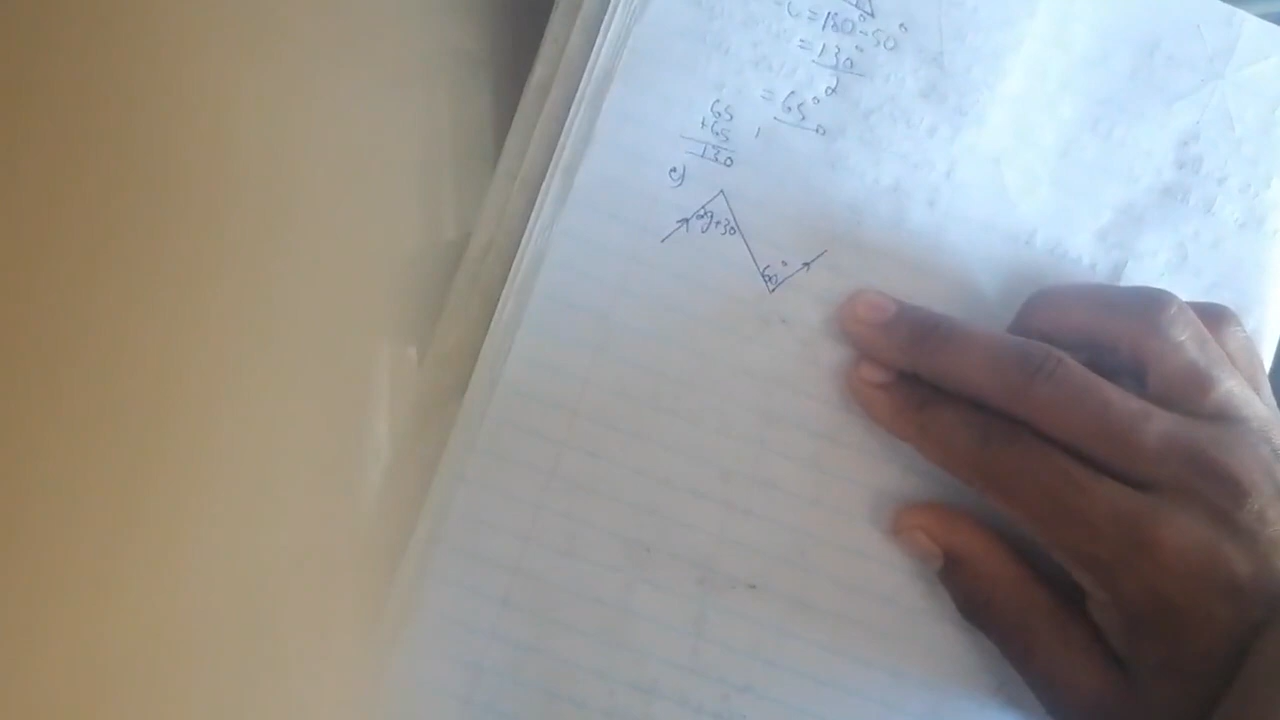 = 180° - 50°
= 130°
2
= 65°
65
+65
130
e)
2y+30
60°